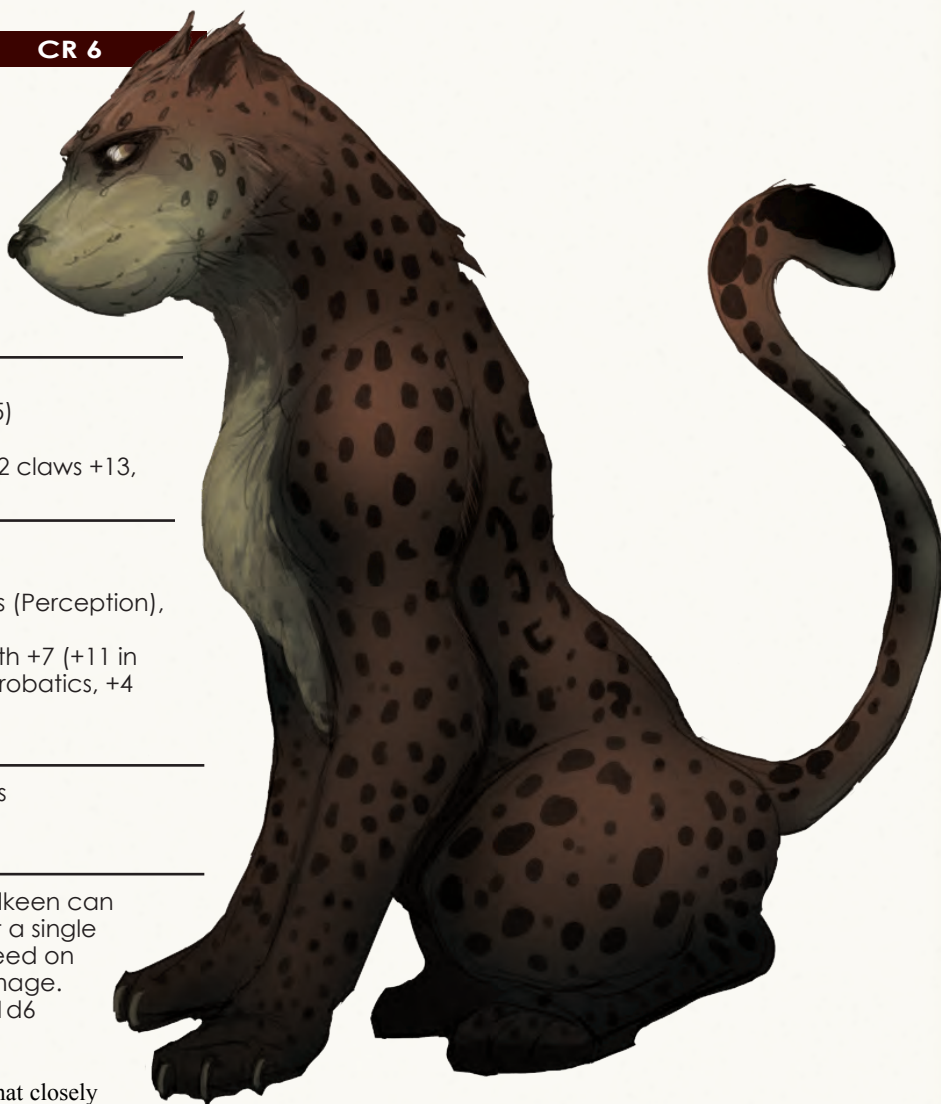 CR 6
5)
2 claws +13,
s (Perception),
th +7 (+11 in
robatics, +4
s
lkeen can
t a single
eed on
mage.
d6
hat closely